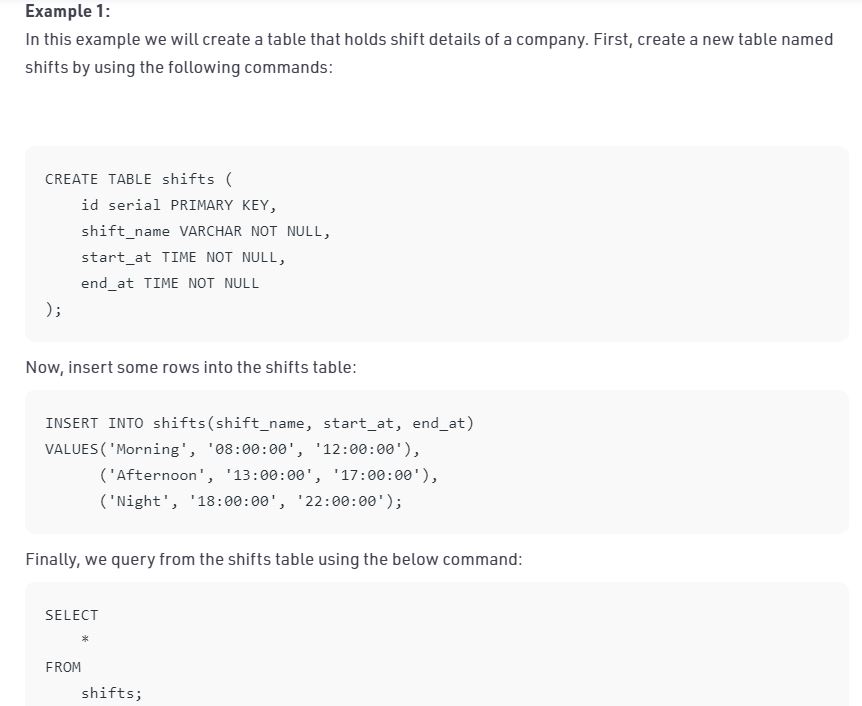 Example 1:
In this example we will create a table that holds shift details of a company. First, create a new table named
shifts by using the following commands:
CREATE TABLE shifts (
    id serial PRIMARY KEY,
    shift_name VARCHAR NOT NULL,
    start_at TIME NOT NULL,
    end_at TIME NOT NULL
);
Now, insert some rows into the shifts table:
INSERT INTO shifts(shift_name, start_at, end_at)
VALUES('Morning', '08:00:00', '12:00:00'),
      ('Afternoon', '13:00:00', '17:00:00'),
      ('Night', '18:00:00', '22:00:00');
Finally, we query from the shifts table using the below command:
SELECT
    *
FROM
    shifts;